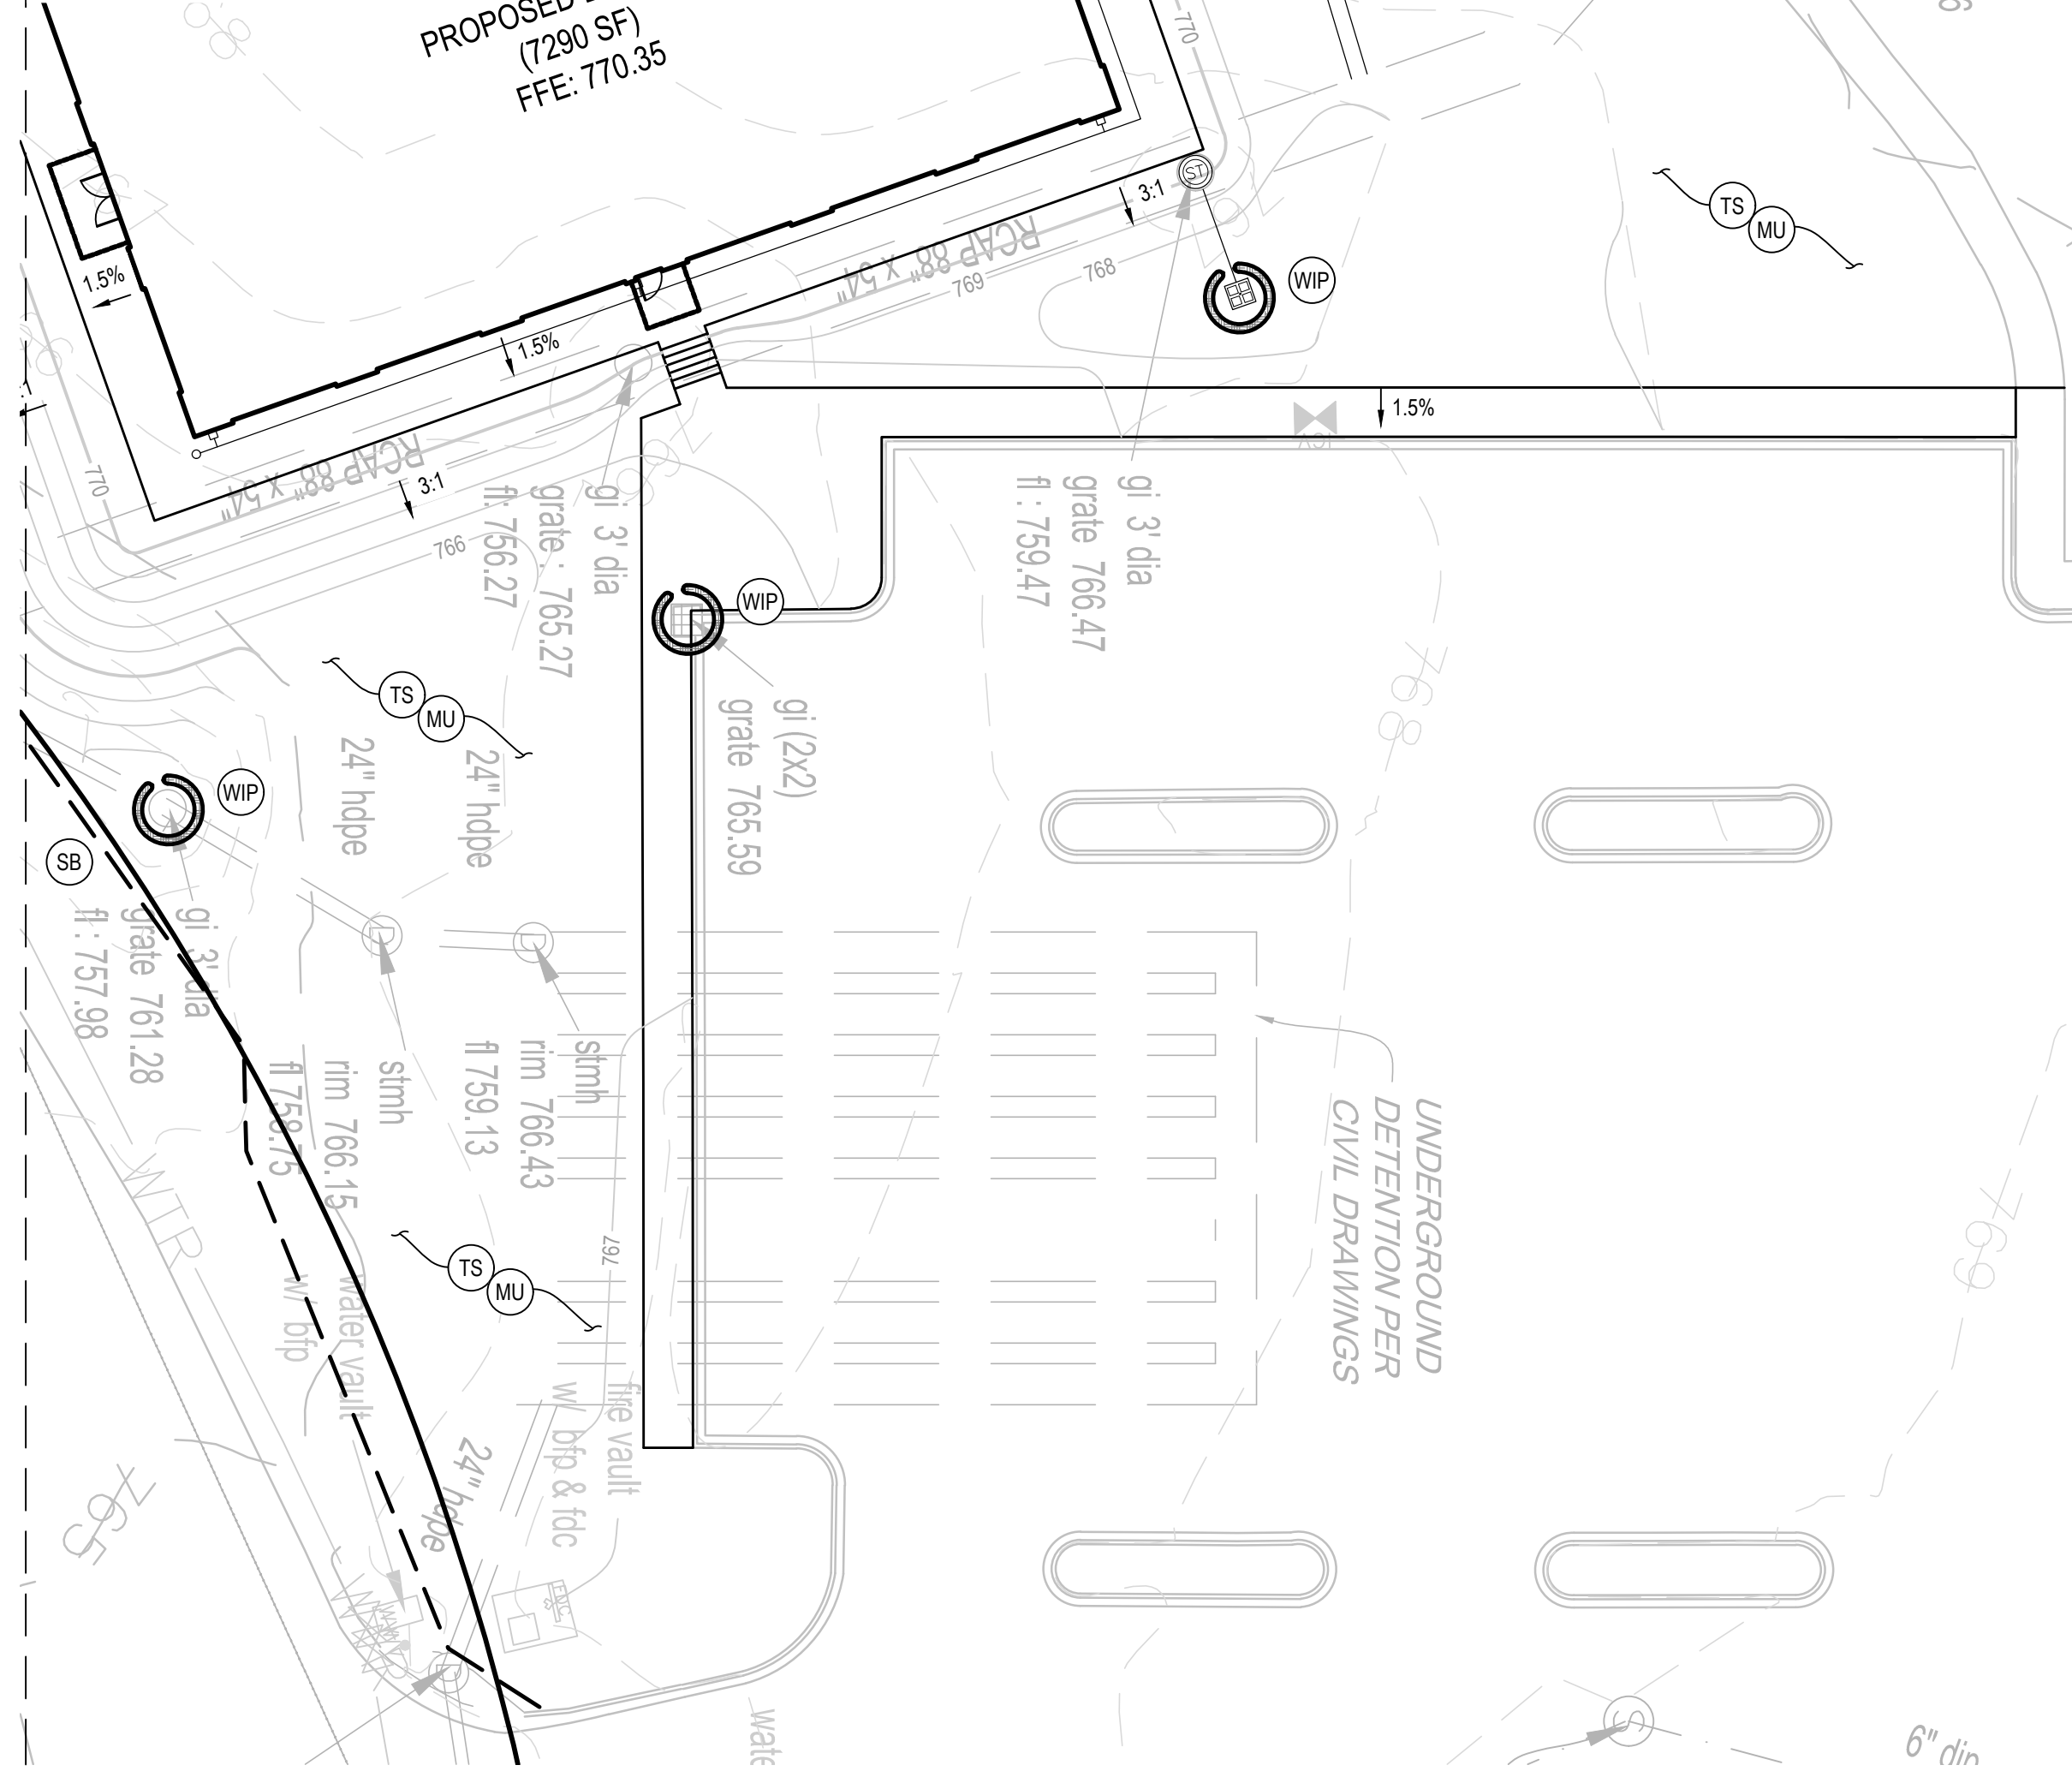 PROPOSED
(7290 SF)
FFE: 770.35
770
ST
3:1
TS
MU
WIP
1.5%
RCAP 88" X 54"
769
768
1.5%
1.5%
770
RCAP 88" X 54"
3:1
766
gi 3' dia
grate : 765.27
fl: 756.27
gi 3' dia
grate 766.47
fl : 759.47
WIP
TS
MU
gi (2x2)
grate 765.59
24" hdpe
24" hdpe
WIP
SB
gi 3' dia
grate 761.28
fl : 757.98
stmh
rim 766.15
fl 758.75
stmh
rim 766.43
fl 759.13
UNDERGROUND
DETENTION PER
CIVIL DRAWINGS
TS
MU
767
WTR
water vault
w/ bfp
fire vault
w/ bfp & fdc
24" hdpe
FDC
S
6" dip